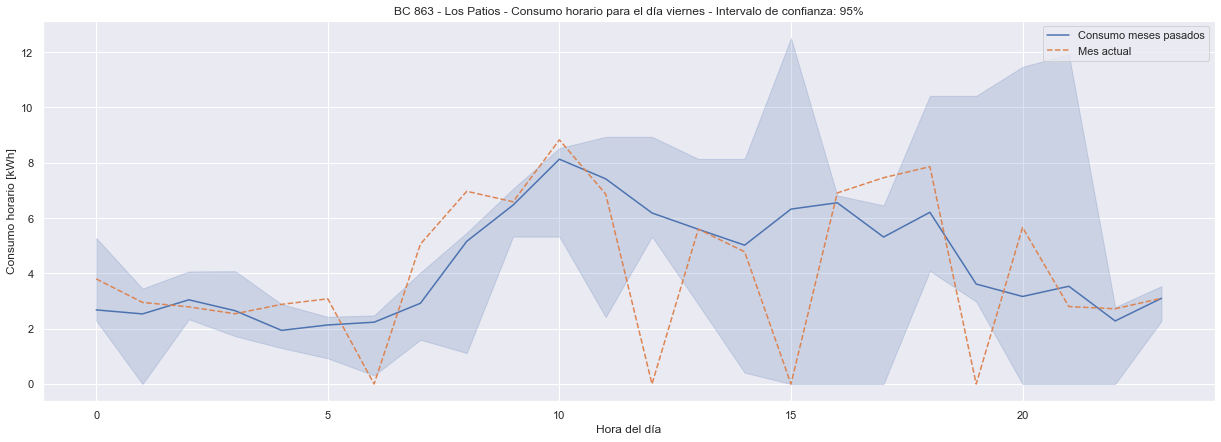 BC 863 - Los Patios - Consumo horario para el día viernes - Intervalo de confianza: 95%
Consumo meses pasados
Mes actual
Consumo horario [kWh]
12
10
8
6
4
2
0
0 5 10 15 20
Hora del día